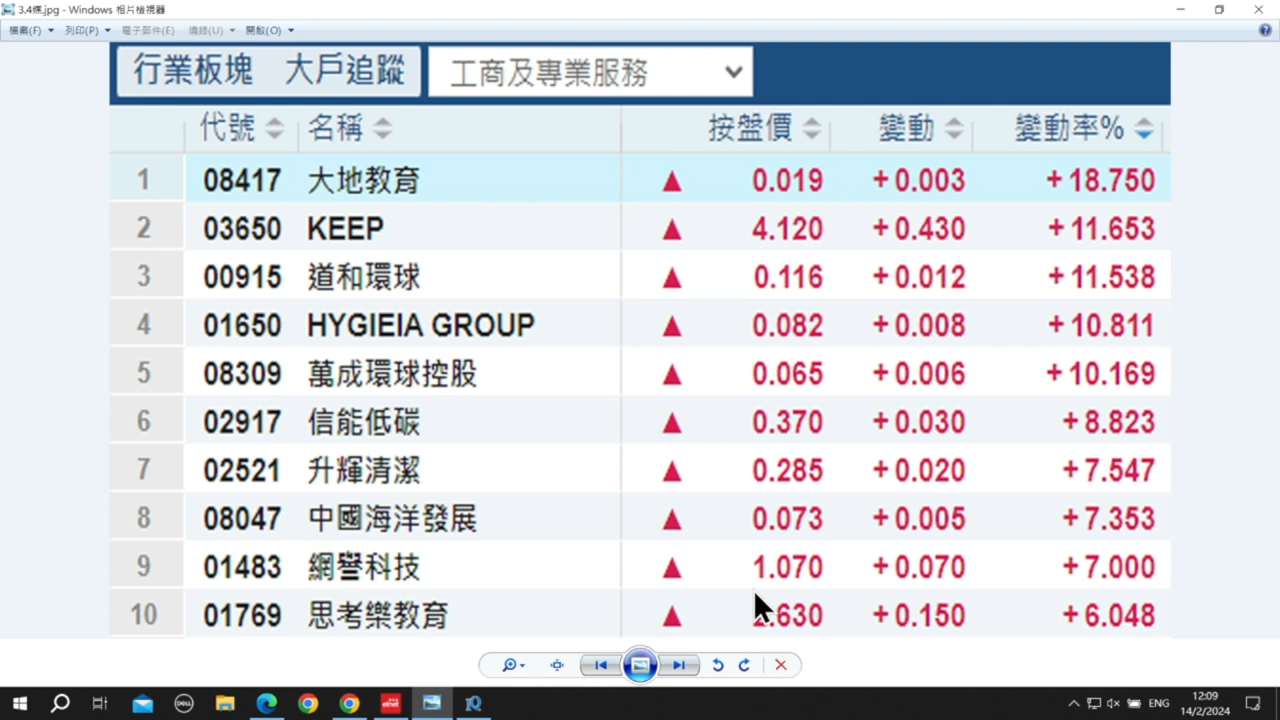 3.4煤.jpg - Windows 相片檢視器
檔案(F) 列印(P) 電子郵件(E) 燒錄(U) 開啟(O)
行業板塊 大戶追蹤 工商及專業服務
代號 名稱 按盤價 變動 變動率%
1 08417 大地教育 ▲ 0.019 +0.003 +18.750
2 03650 KEEP ▲ 4.120 +0.430 +11.653
3 00915 道和環球 ▲ 0.116 +0.012 +11.538
4 01650 HYGIEIA GROUP ▲ 0.082 +0.008 +10.811
5 08309 萬成環球控股 ▲ 0.065 +0.006 +10.169
6 02917 信能低碳 ▲ 0.370 +0.030 +8.823
7 02521 升輝清潔 ▲ 0.285 +0.020 +7.547
8 08047 中國海洋發展 ▲ 0.073 +0.005 +7.353
9 01483 網譽科技 ▲ 1.070 +0.070 +7.000
10 01769 思考樂教育 ▲ .630 +0.150 +6.048
DELL etnet IQ ENG 12:09
14/2/2024